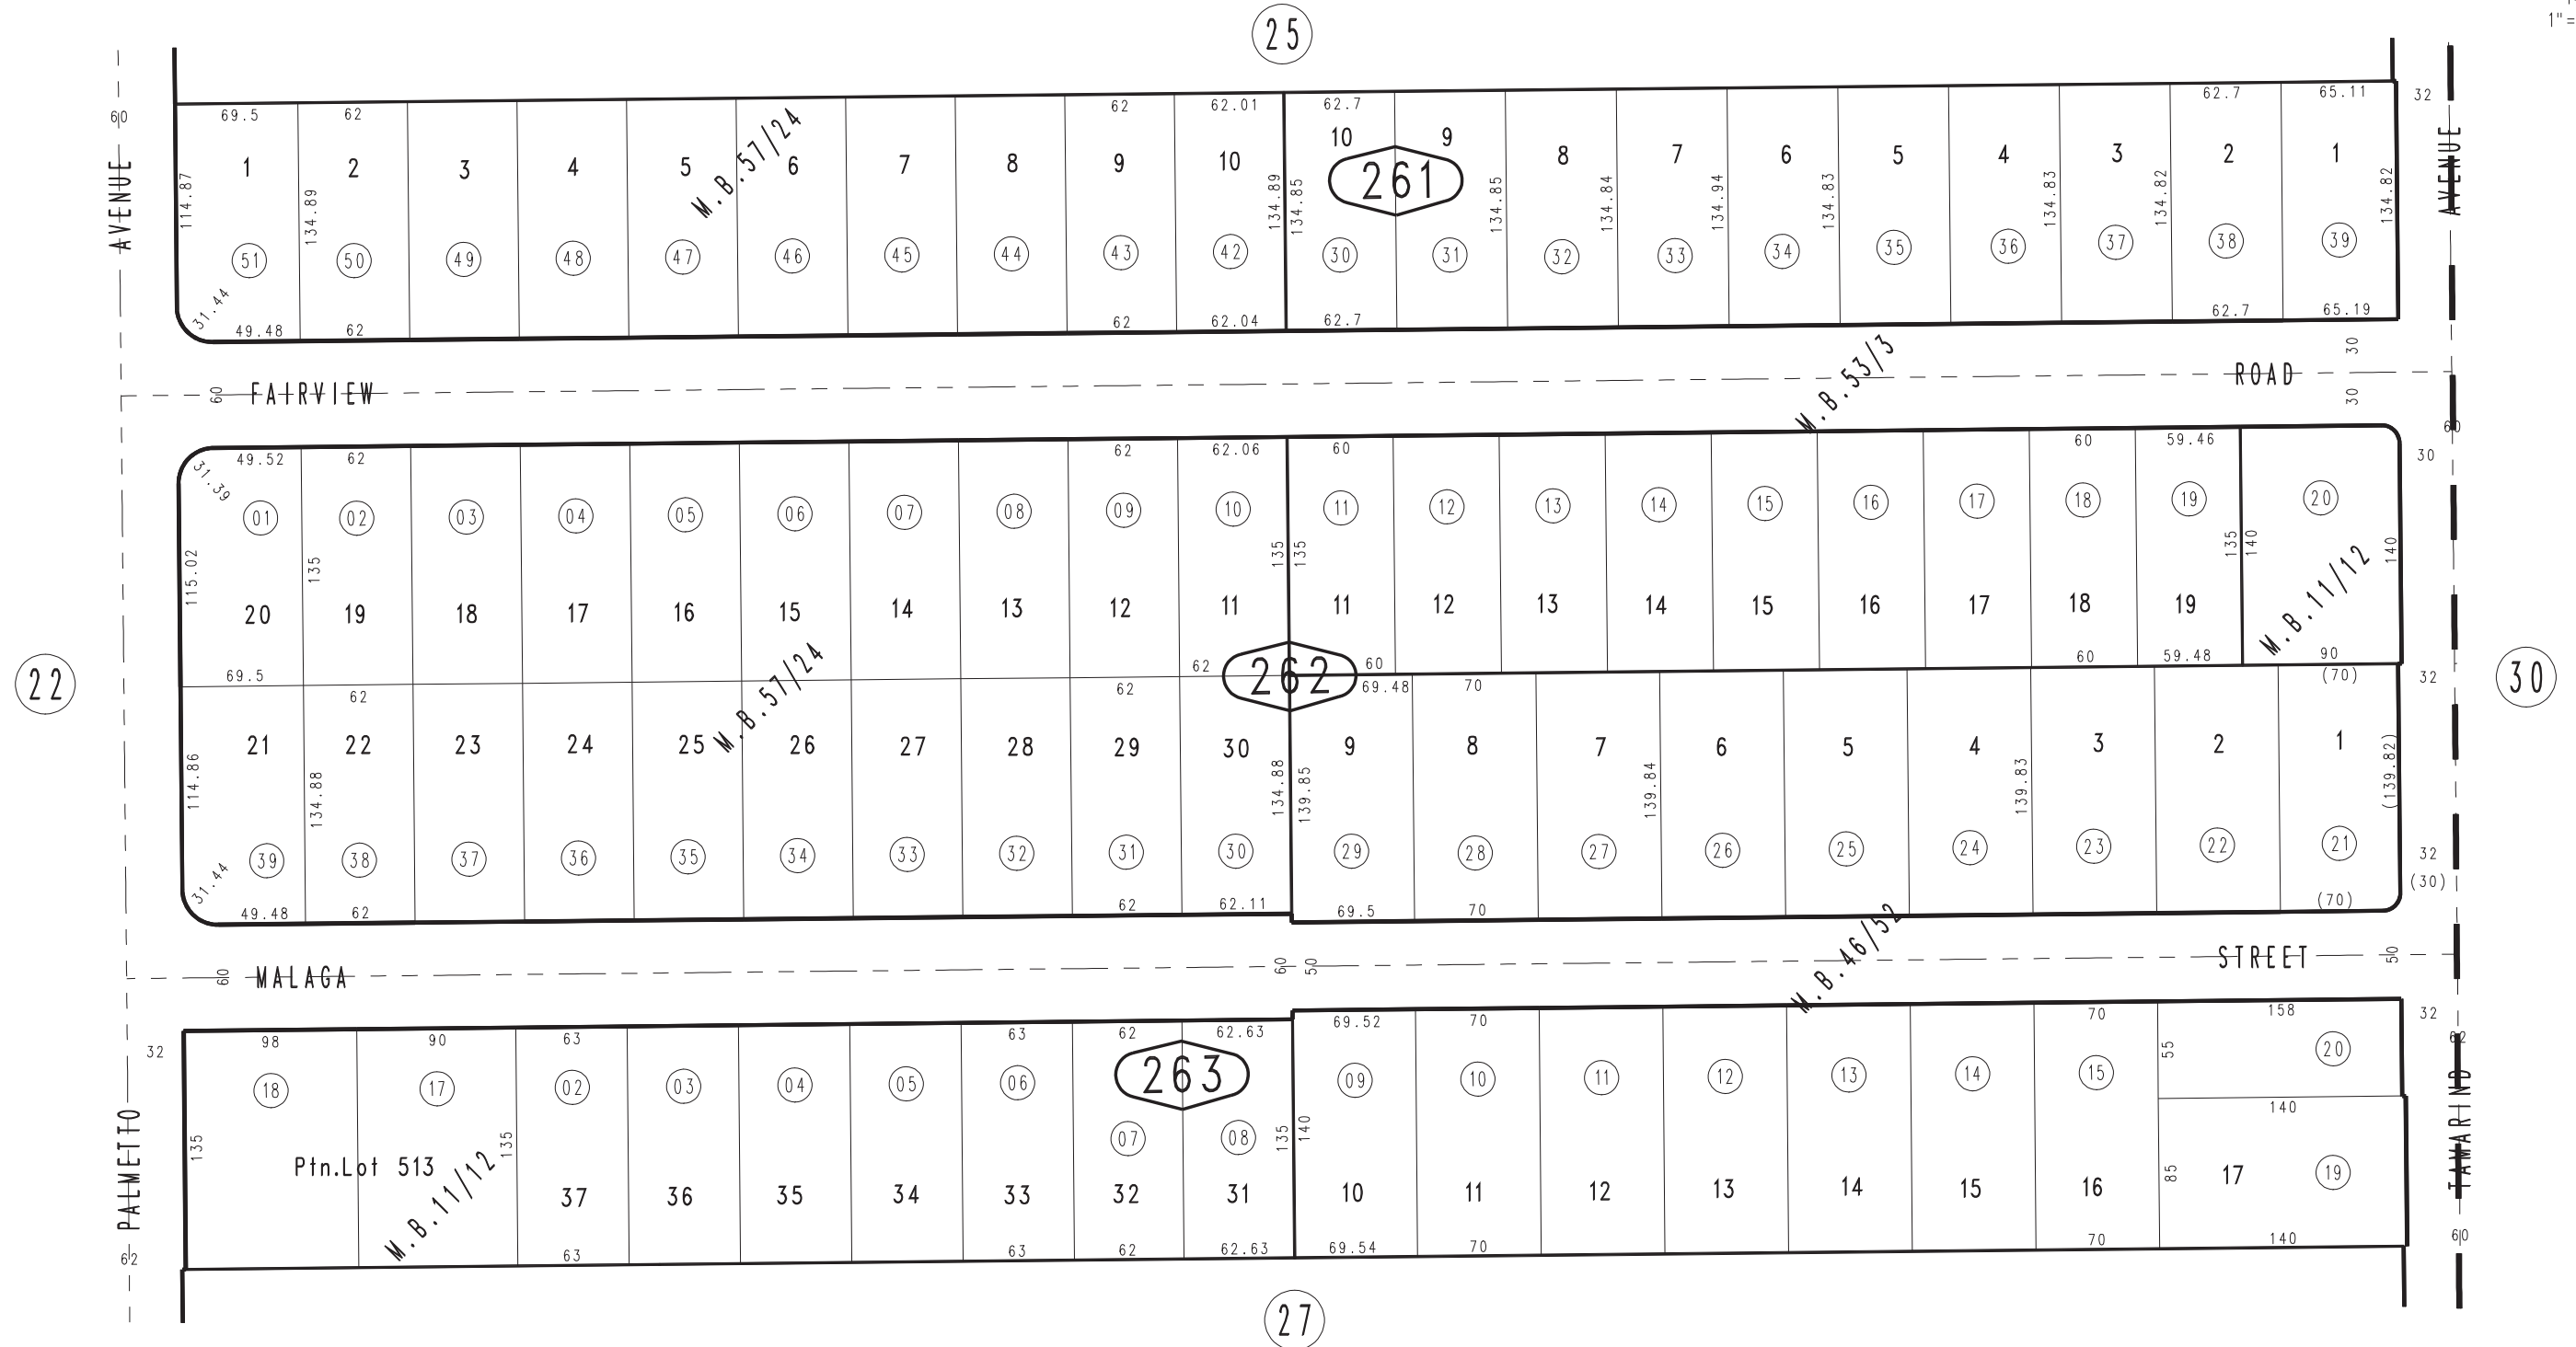 25
1"=
69.5 62 62 62.01 62.7 62.7 65.11 32
60
AVENUE
AVENUE
1 2 3 4 5 6 7 8 9 10 10 9 8 7 6 5 4 3 2 1
M.B.57/24
261
114.87 134.89 134.89 134.85 134.85 134.84 134.94 134.83 134.83 134.82 134.82
51 50 49 48 47 46 45 44 43 42 30 31 32 33 34 35 36 37 38 39
31.44
49.48 62 62 62.04 62.7 62.7 65.19
30
60 FAIRVIEW ROAD
M.B.53/3
30
60
49.52 62 62 62.06 60 60 59.46 30
31.39
01 02 03 04 05 06 07 08 09 10 11 12 13 14 15 16 17 18 19 20
115.02 135 135 135 135 140 140
M.B.11/12
20 19 18 17 16 15 14 13 12 11 11 12 13 14 15 16 17 18 19
69.5 62 60 60 59.48 90
22
262
30
62 62 69.48 70 (70) 32
M.B.57/24
21 22 23 24 25 26 27 28 29 30 9 8 7 6 5 4 3 2 1
114.86 134.88 134.88 139.85 139.84 139.83 (139.82)
39 38 37 36 35 34 33 32 31 30 29 28 27 26 25 24 23 22 21
32
(30)
31.44
49.48 62 62 62.11 69.5 70 (70)
M.B.46/52
60 MALAGA 60 50 STREET 50
32 98 90 63 63 62 62.63 69.52 70 70 158 32
62
263
18 17 02 03 04 05 06 07 08 09 10 11 12 13 14 15 55 20
140
PALMETTO
TAMARIND
135 135 135 140
Ptn.Lot 513
M.B.11/12
37 36 35 34 33 32 31 10 11 12 13 14 15 16 85 17 19
62 63 63 62 62.63 69.54 70 70 140 60
27